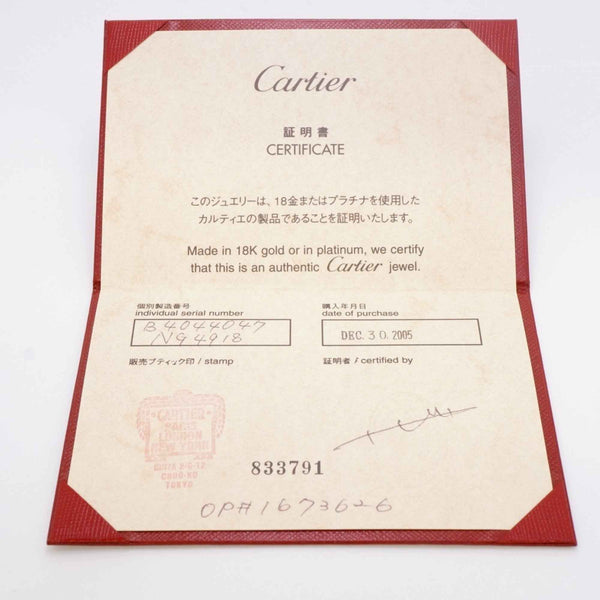 Cartier
証明書
CERTIFICATE
このジュエリーは、18金またはプラチナを使用した
カルティエの製品であることを証明いたします。
Made in 18K gold or in platinum, we certify
that this is an authentic Cartier jewel.
個別製造番号
individual serial number
B4044047
N94918
購入年月日
date of purchase
DEC. 30. 2005
販売ブティック印 / stamp
証明者 / certified by
CARTIER
PARIS
LONDON
NEW YORK
CHUO-KU
TOKYO
833791
OP#1673626